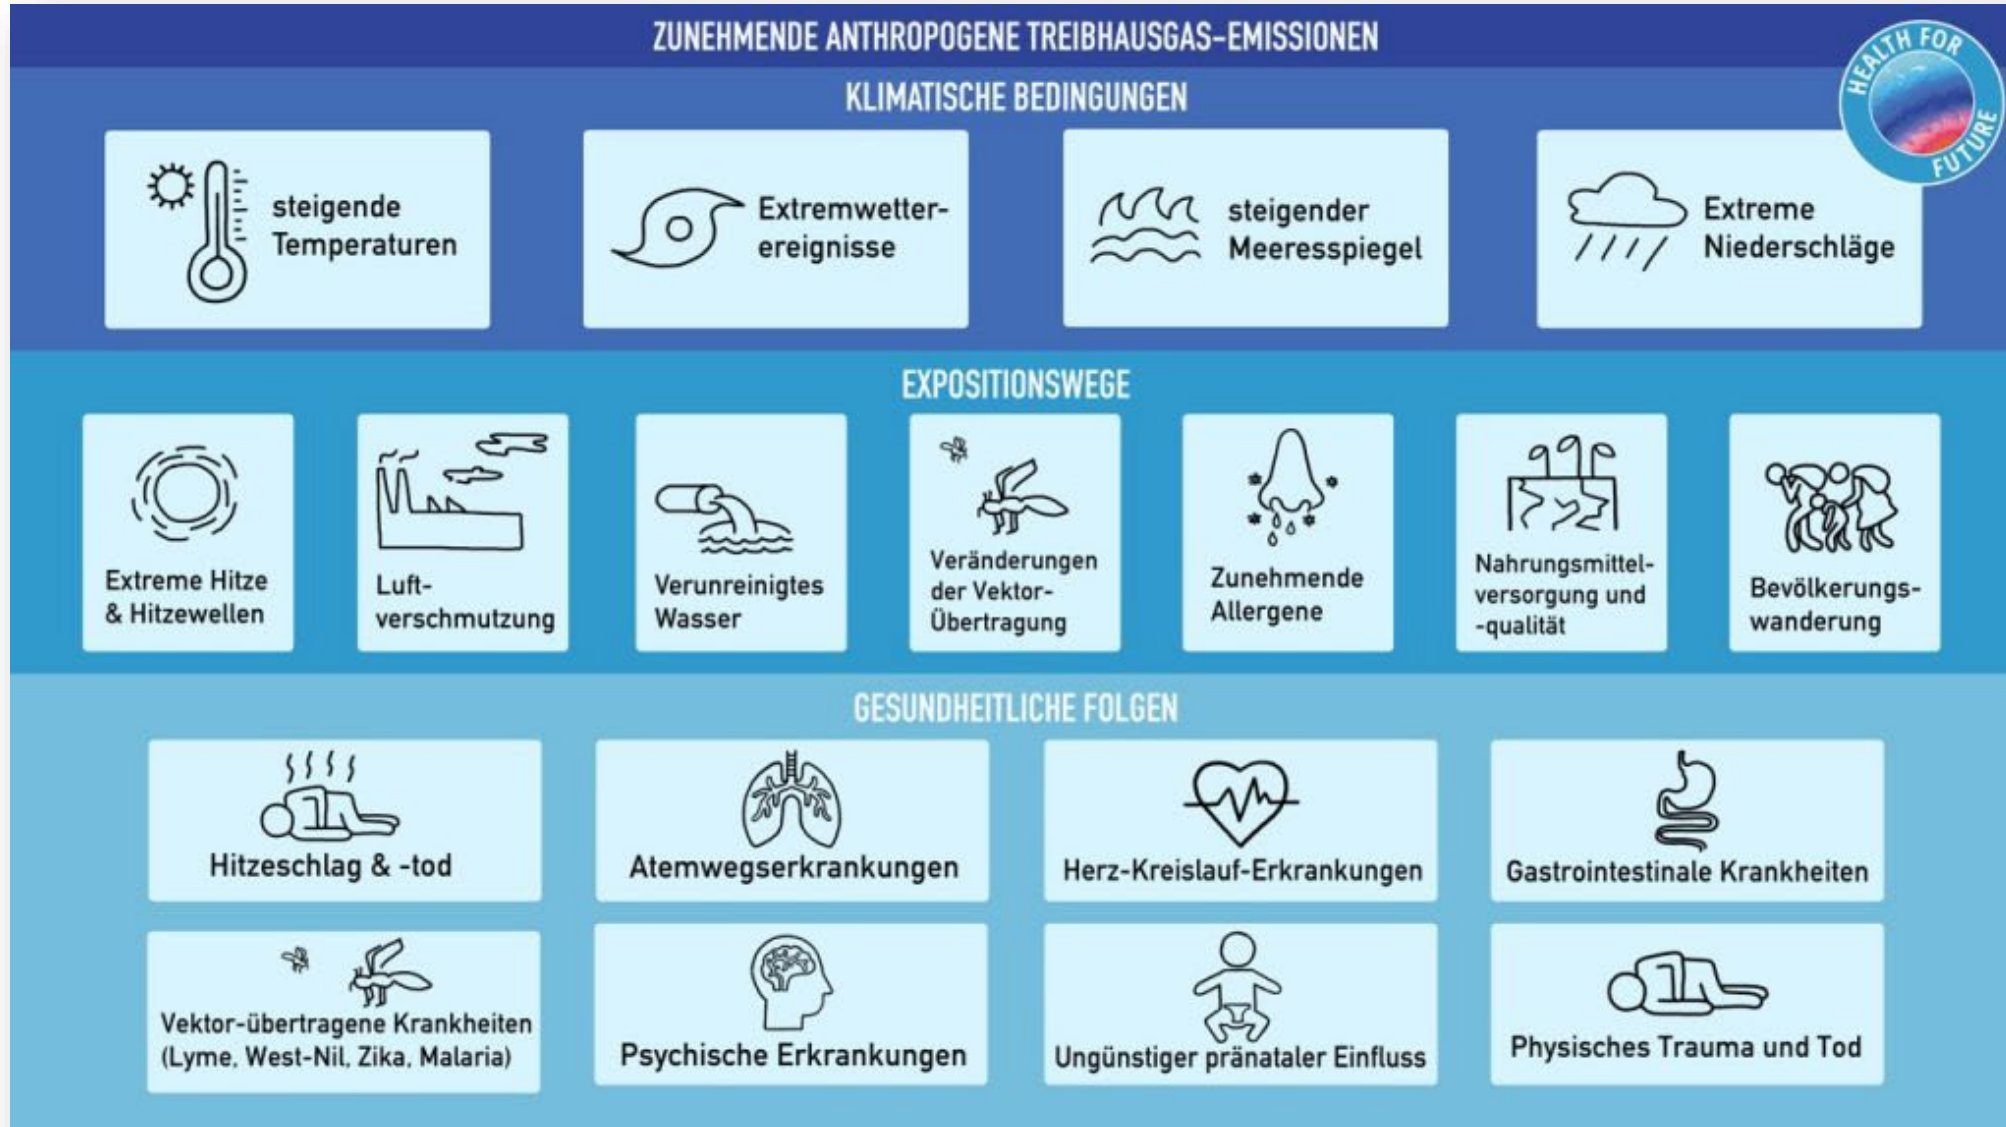 ZUNEHMENDE ANTHROPOGENE TREIBHAUSGAS-EMISSIONEN
HEALTH FOR
FUTURE
KLIMATISCHE BEDINGUNGEN
steigende
Temperaturen
Extremwetter-
ereignisse
steigender
Meeresspiegel
Extreme
Niederschläge
EXPOSITIONSWEGE
Extreme Hitze
& Hitzewellen
Luft-
verschmutzung
Verunreinigtes
Wasser
Veränderungen
der Vektor-
Übertragung
Zunehmende
Allergene
Nahrungsmittel-
versorgung und
-qualität
Bevölkerungs-
wanderung
GESUNDHEITLICHE FOLGEN
Hitzeschlag & -tod
Atemwegserkrankungen
Herz-Kreislauf-Erkrankungen
Gastrointestinale Krankheiten
Vektor-übertragene Krankheiten
(Lyme, West-Nil, Zika, Malaria)
Psychische Erkrankungen
Ungünstiger pränataler Einfluss
Physisches Trauma und Tod